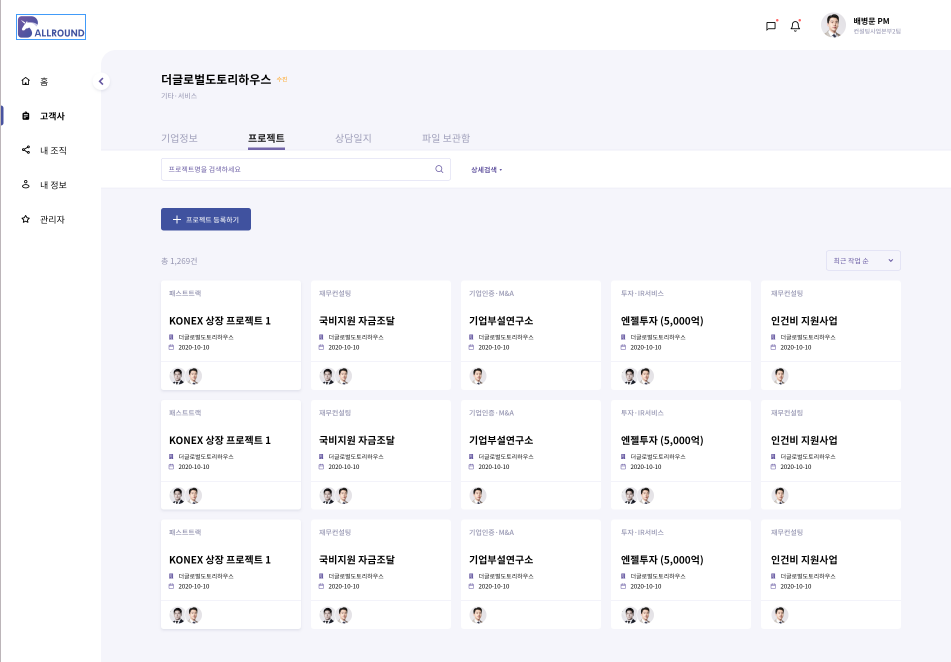 ALLROUND
배병문 PM
컨설팅사업본부2팀
홈
고객사
내 조직
내 정보
관리자
더글로벌도토리하우스 수정
기타 · 서비스
기업정보 프로젝트 상담일지 파일 보관함
프로젝트명을 검색하세요 상세검색
프로젝트 등록하기
총 1,269건 최근 작업 순
패스트트랙 재무컨설팅 기업인증 · M&A 투자 · IR서비스 재무컨설팅
KONEX 상장 프로젝트 1 국비지원 자금조달 기업부설연구소 엔젤투자 (5,000억) 인건비 지원사업
더글로벌도토리하우스 더글로벌도토리하우스 더글로벌도토리하우스 더글로벌도토리하우스 더글로벌도토리하우스
2020-10-10 2020-10-10 2020-10-10 2020-10-10 2020-10-10
패스트트랙 재무컨설팅 기업인증 · M&A 투자 · IR서비스 재무컨설팅
KONEX 상장 프로젝트 1 국비지원 자금조달 기업부설연구소 엔젤투자 (5,000억) 인건비 지원사업
더글로벌도토리하우스 더글로벌도토리하우스 더글로벌도토리하우스 더글로벌도토리하우스 더글로벌도토리하우스
2020-10-10 2020-10-10 2020-10-10 2020-10-10 2020-10-10
패스트트랙 재무컨설팅 기업인증 · M&A 투자 · IR서비스 재무컨설팅
KONEX 상장 프로젝트 1 국비지원 자금조달 기업부설연구소 엔젤투자 (5,000억) 인건비 지원사업
더글로벌도토리하우스 더글로벌도토리하우스 더글로벌도토리하우스 더글로벌도토리하우스 더글로벌도토리하우스
2020-10-10 2020-10-10 2020-10-10 2020-10-10 2020-10-10